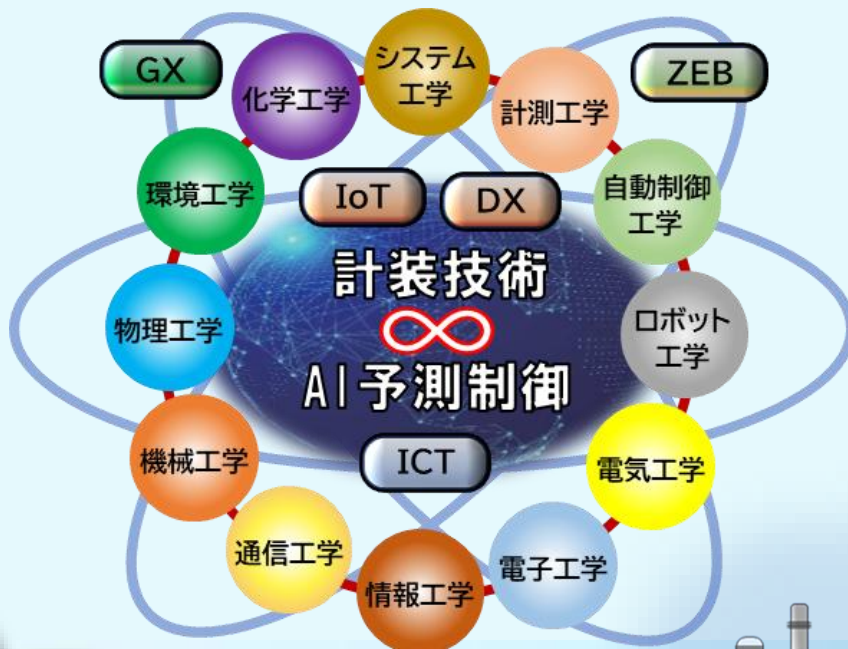 GX
ZEB
システム
工学
化学工学
計測工学
環境工学
IoT
DX
自動制御
工学
計装技術
∞
AI予測制御
物理工学
ロボット
工学
機械工学
ICT
電気工学
通信工学
電子工学
情報工学